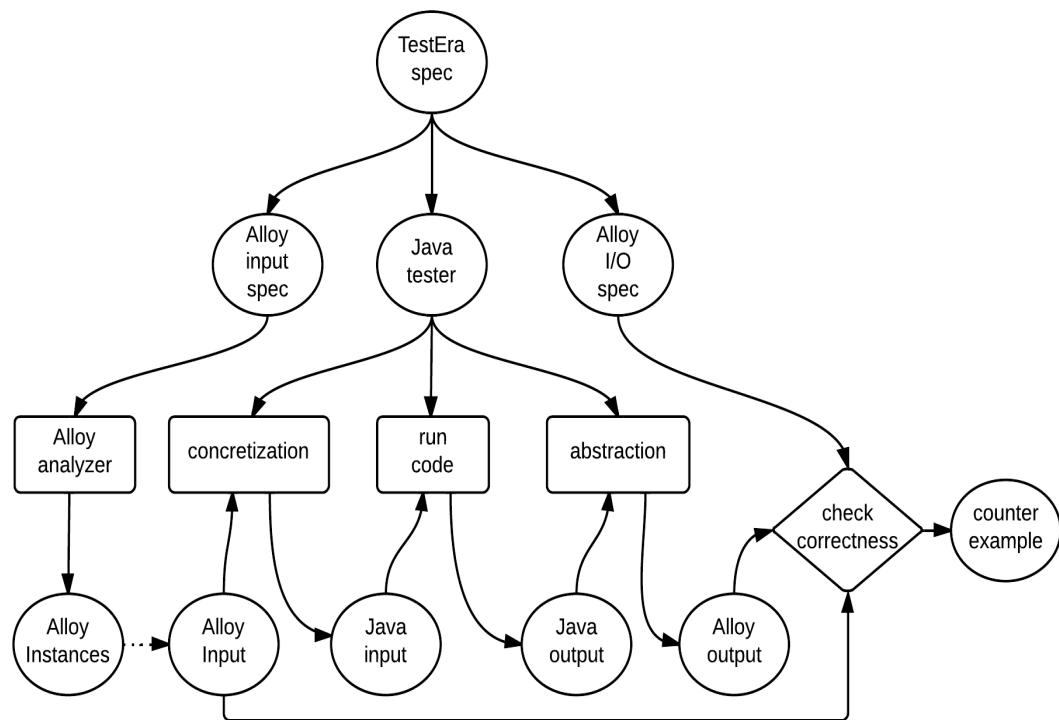 TestEra
spec
Alloy
input
spec
Java
tester
Alloy
I/O
spec
Alloy
analyzer
concretization
run
code
abstraction
check
correctness
counter
example
Alloy
Instances
Alloy
Input
Java
input
Java
output
Alloy
output